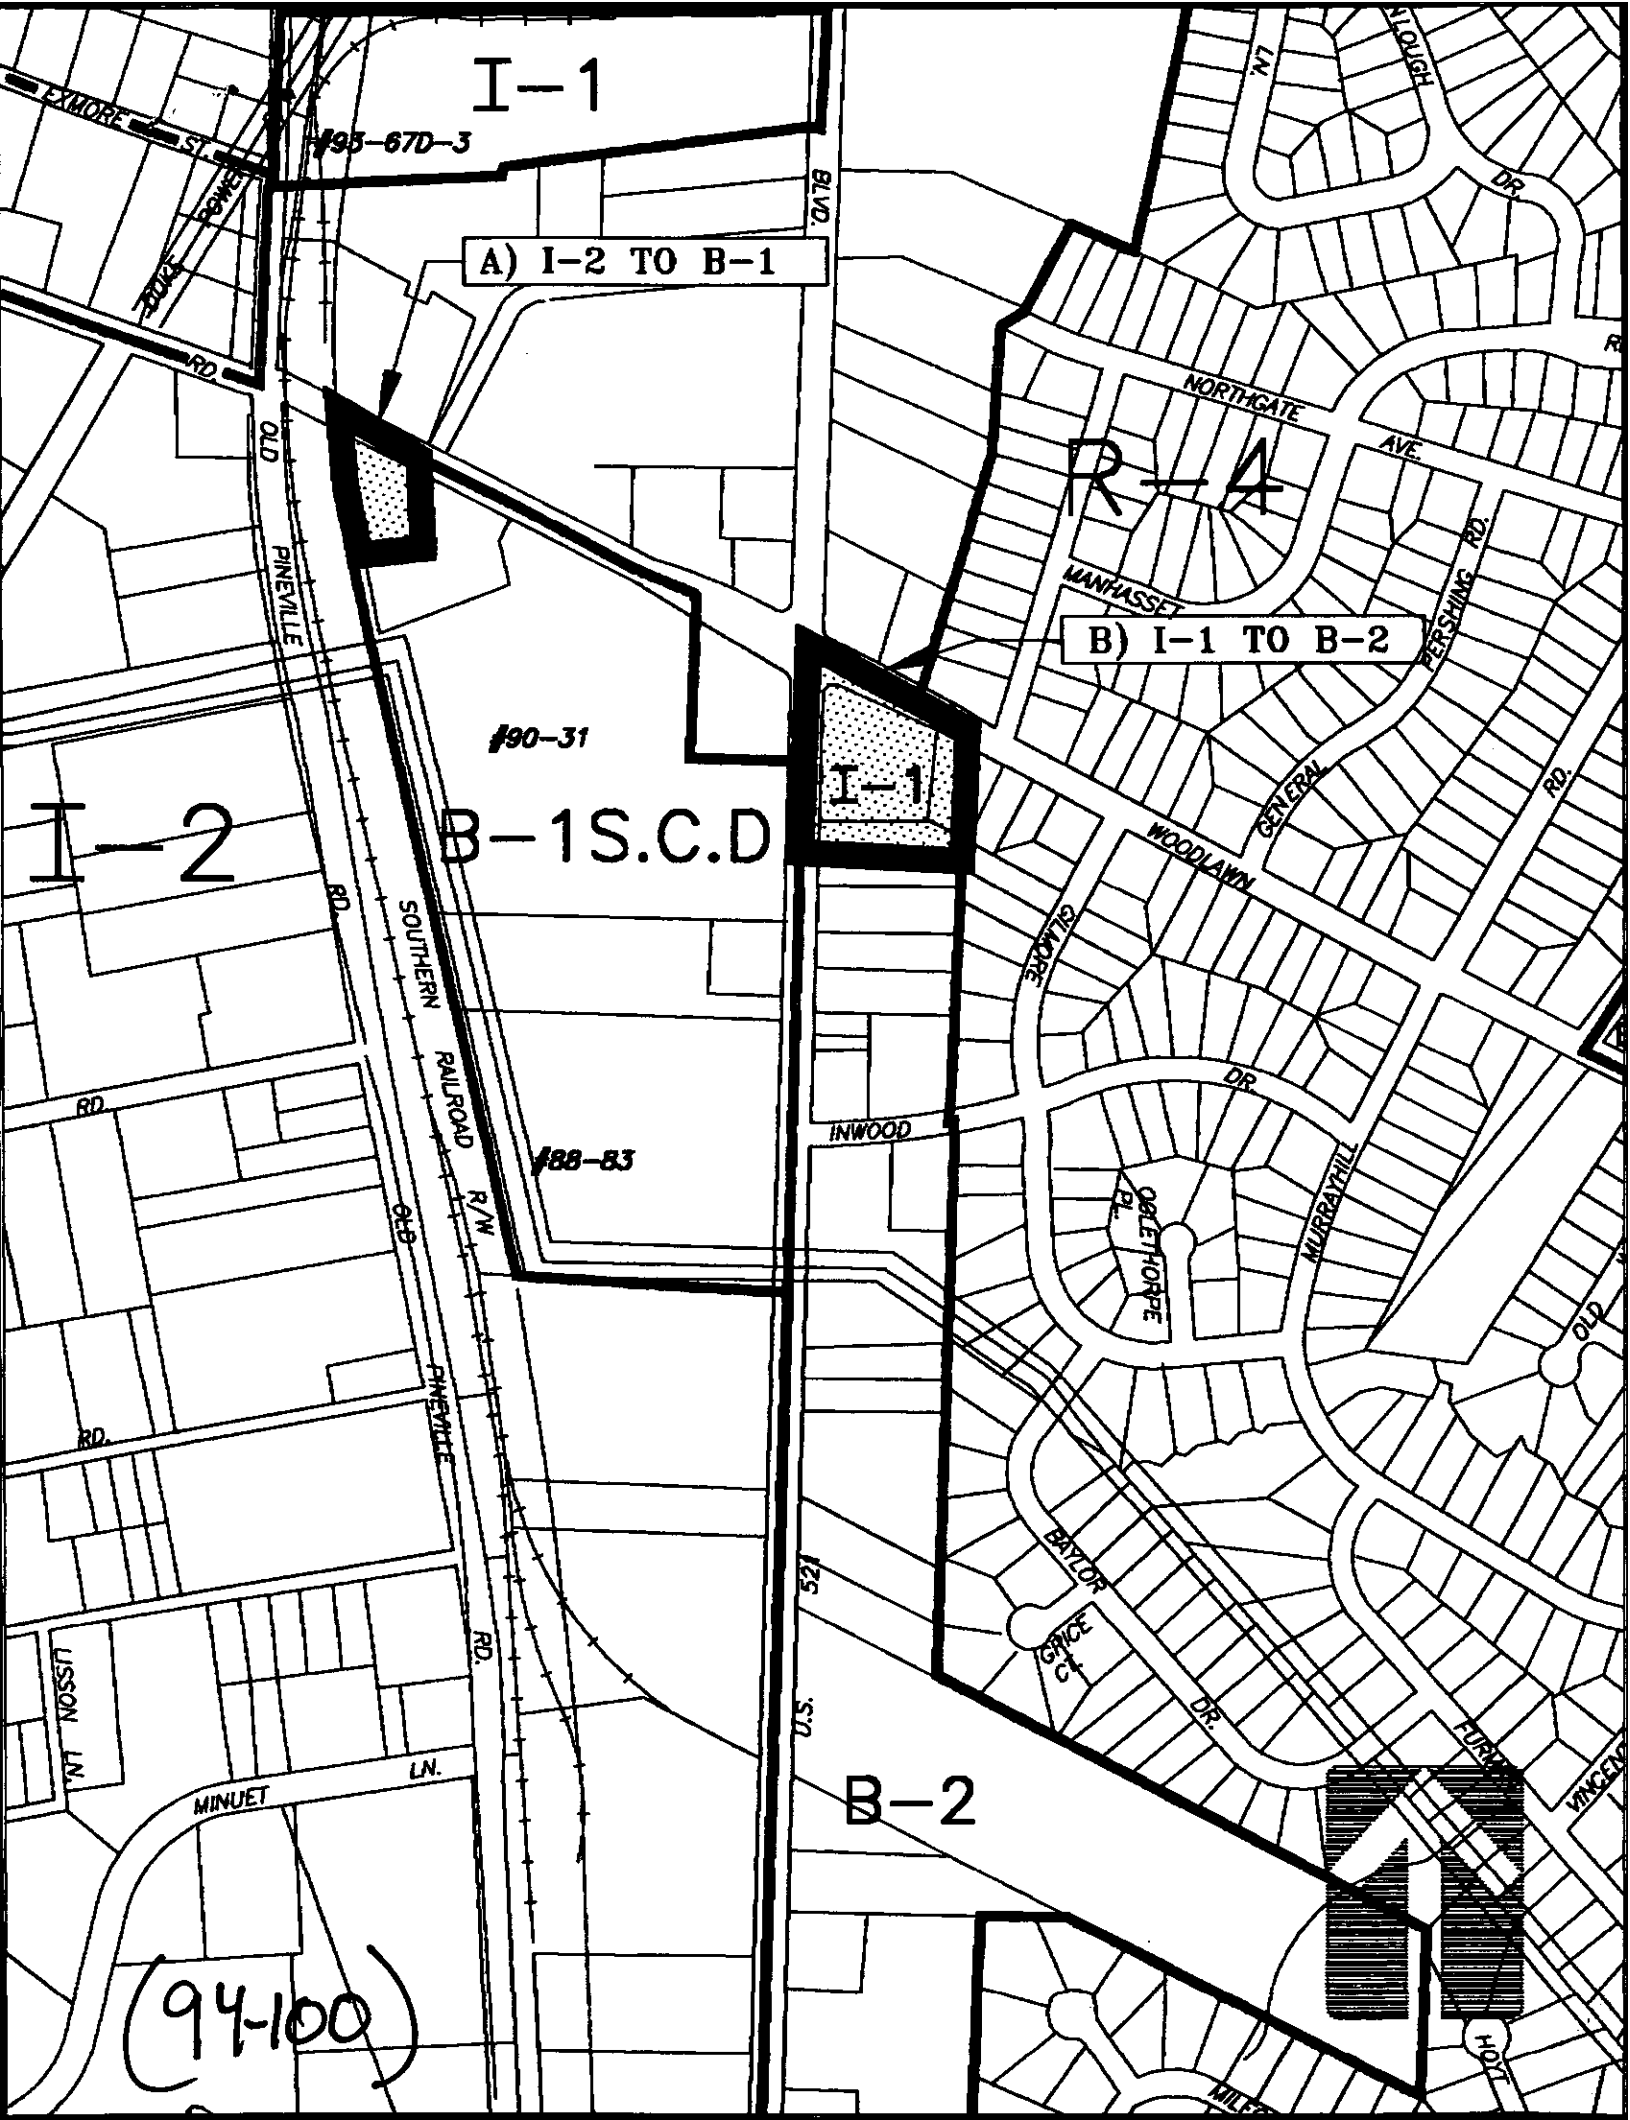 I-1
LN.
LOUGH
EXMORE ST.
#93-67D-3
POWER
DUKE
BLVD.
DR.
A) I-2 TO B-1
RD.
NORTHGATE AVE.
OLD
PINEVILLE
RD.
R-4
MANHASSET
GENERAL PERSHING RD.
B) I-1 TO B-2
#90-31
I-1
I-2
B-1S.C.D
WOODLAWN
RD.
GILMORE
DR.
SOUTHERN RAILROAD R/W
RD.
INWOOD
#88-83
OLD
PINEVILLE
RD.
OGLETHORPE
PL.
MURRAYHILL
OLD
RD.
BAYLOR
DR.
GRICE
CT.
U.S. 521
LISSON LN.
MINUET LN.
B-2
(94-100)
HOYT